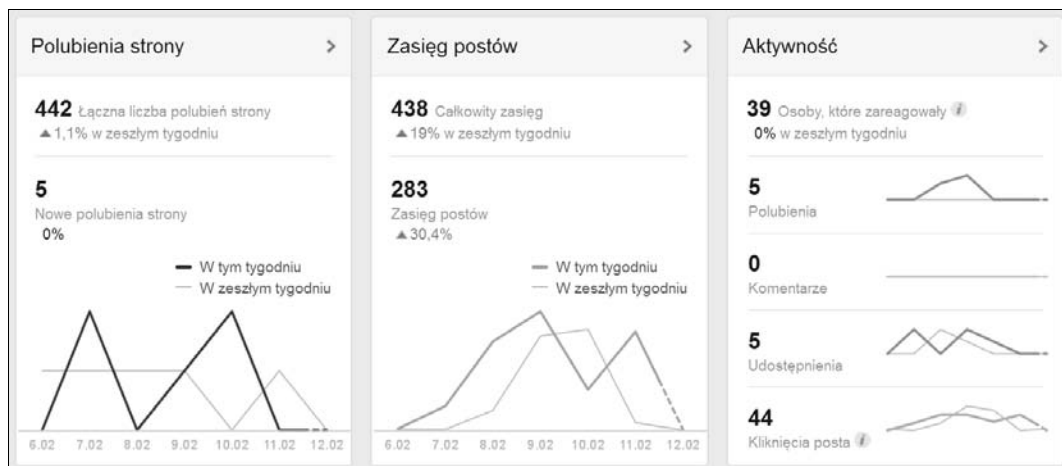 Polubienia strony
442 Łączna liczba polubień strony
▲1,1% w zeszłym tygodniu
5
Nowe polubienia strony
0%
W tym tygodniu
W zeszłym tygodniu
6.02 7.02 8.02 9.02 10.02 11.02 12.02
Zasięg postów
438 Całkowity zasięg
▲19% w zeszłym tygodniu
283
Zasięg postów
▲30,4%
W tym tygodniu
W zeszłym tygodniu
6.02 7.02 8.02 9.02 10.02 11.02 12.02
Aktywność
39 Osoby, które zareagowały i
0% w zeszłym tygodniu
5
Polubienia
0
Komentarze
5
Udostępnienia
44
Kliknięcia posta i